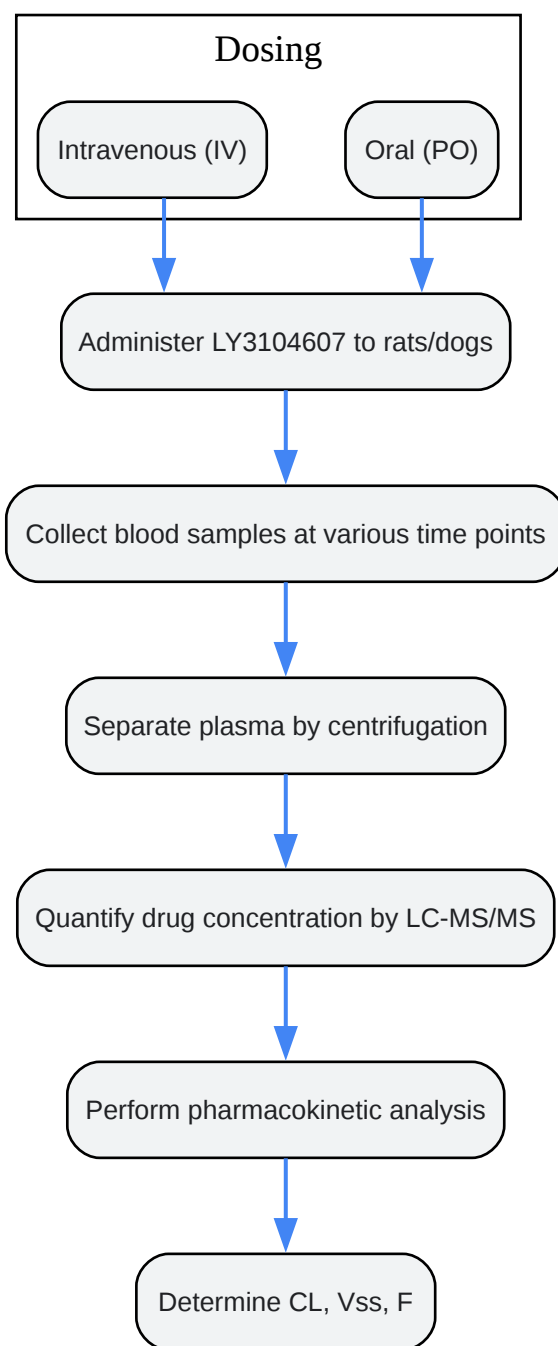 Dosing
Intravenous (IV)
Oral (PO)
Administer LY3104607 to rats/dogs
Collect blood samples at various time points
Separate plasma by centrifugation
Quantify drug concentration by LC-MS/MS
Perform pharmacokinetic analysis
Determine CL, Vss, F